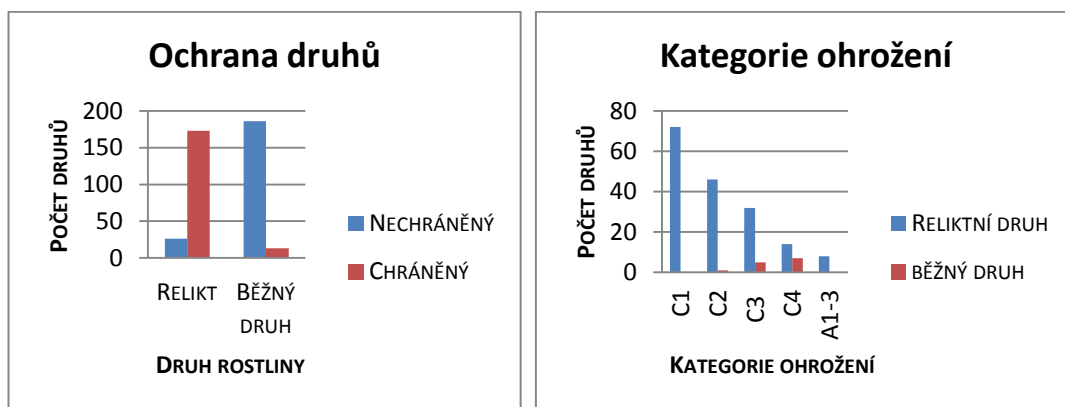 Ochrana druhů
POČET DRUHŮ
200
150
100
50
0
RELIKT
BĚŽNÝ
DRUH
DRUH ROSTLINY
NECHRÁNĚNÝ
CHRÁNĚNÝ
Kategorie ohrožení
POČET DRUHŮ
80
60
40
20
0
C1
C2
C3
C4
A1-3
KATEGORIE OHROŽENÍ
RELIKTNÍ DRUH
BĚŽNÝ DRUH